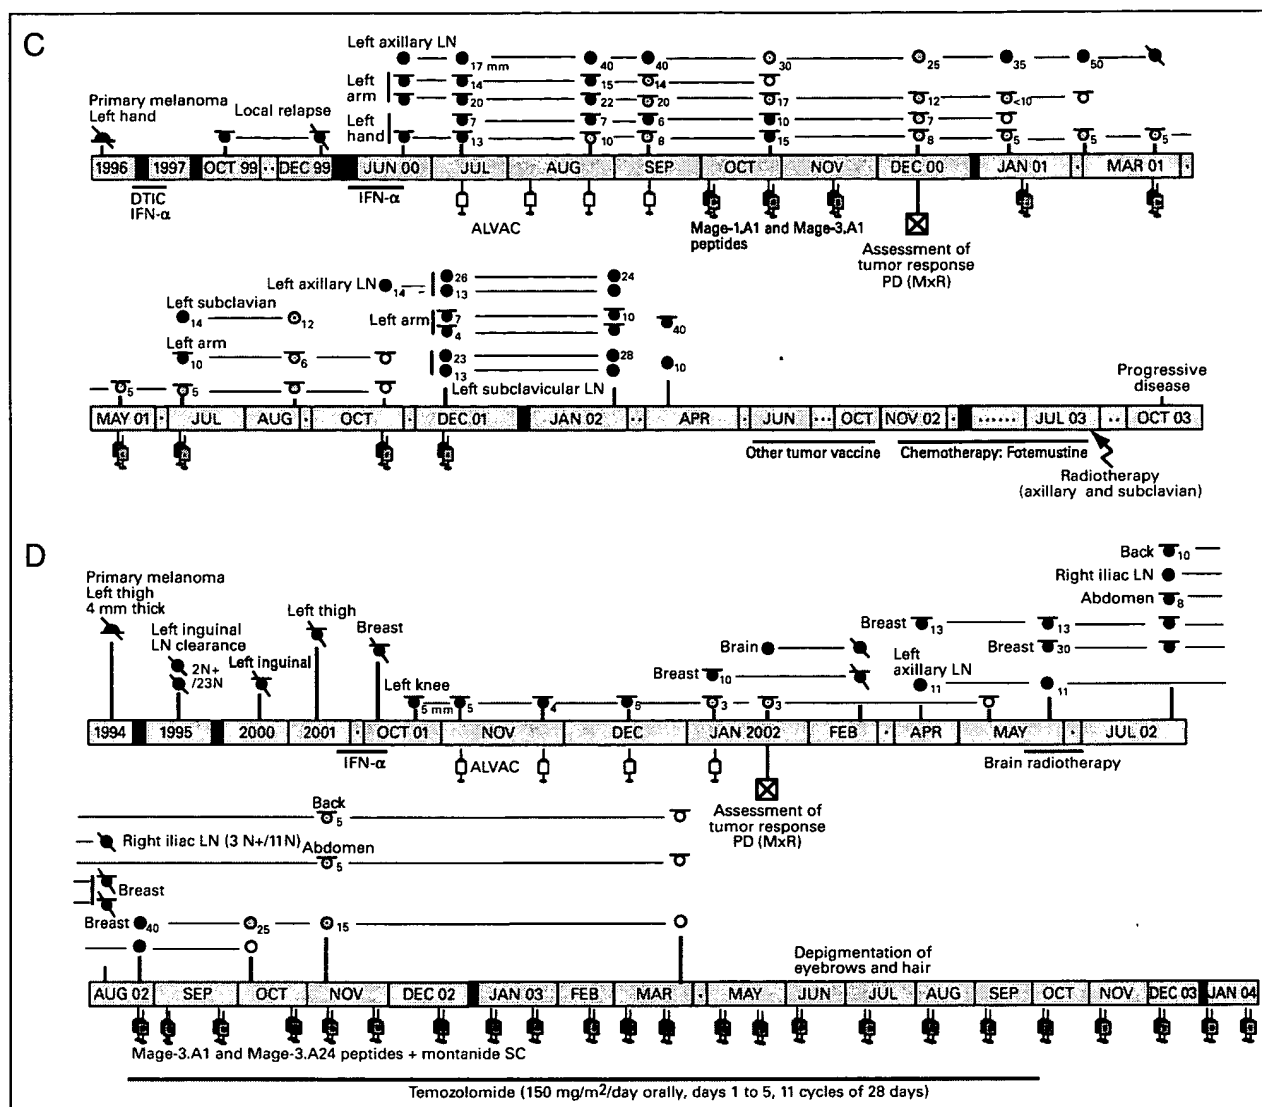 C
Left axillary LN
17 mm 40 40 30 25 35 50
Left arm
14 15 14
20 22 20 17 12 <10
Primary melanoma
Left hand
Local relapse
Left hand
7 7 6 10 7
13 10 8 15 8 5 5 5
1996 1997 OCT 99 ·· DEC 99 JUN 00 JUL AUG SEP OCT NOV DEC 00 JAN 01 · MAR 01 ·
DTIC
IFN-α
IFN-α
ALVAC
Mage-1.A1 and Mage-3.A1
peptides
Assessment of
tumor response
PD (MxR)
Left axillary LN
14 26 24
13
Left subclavian
14 12
Left arm
7 10 40
4
Left arm
10 6
23 28 10
13
Left subclavicular LN
5 5
Progressive
disease
MAY 01 · JUL AUG · OCT · DEC 01 JAN 02 ·· APR · JUN ··· OCT NOV 02 · ······ JUL 03 ·· OCT 03
Other tumor vaccine
Chemotherapy: Fotemustine
Radiotherapy
(axillary and subclavian)
D
Primary melanoma
Left thigh
4 mm thick
Left inguinal
LN clearance
2N+
/23N
Left inguinal
Left thigh
Breast
Left knee
5 mm 5 4 5 3 3
Breast
10
Brain
Back 10
Right iliac LN
Abdomen 8
Breast 13 13
Breast 30
Left
axillary LN
11 11
1994 1995 2000 2001 · OCT 01 NOV DEC JAN 2002 FEB · APR MAY · JUL 02
IFN-α
ALVAC
Brain radiotherapy
Assessment of
tumor response
PD (MxR)
Back
5
Right iliac LN (3 N+/11N)
Abdomen
5
Breast
Breast 40 25 15
Depigmentation of
eyebrows and hair
AUG 02 SEP OCT NOV DEC 02 JAN 03 FEB MAR · MAY JUN JUL AUG SEP OCT NOV DEC 03 JAN 04
Mage-3.A1 and Mage-3.A24 peptides + montanide SC
Temozolomide (150 mg/m²/day orally, days 1 to 5, 11 cycles of 28 days)